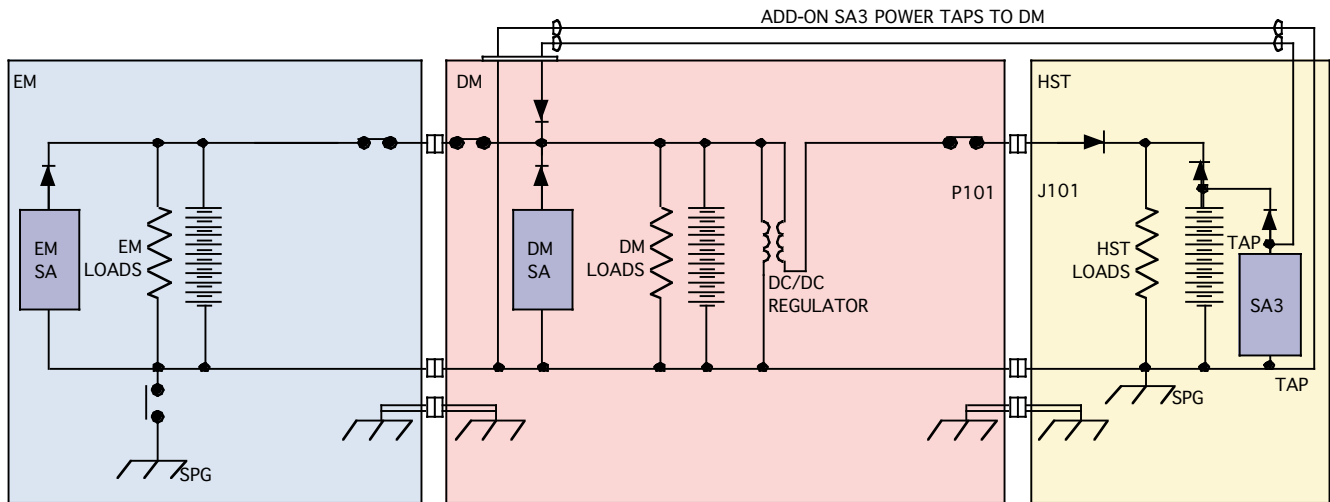 ADD-ON SA3 POWER TAPS TO DM
EM
DM
HST
P101
J101
EM
SA
EM
LOADS
DM
SA
DM
LOADS
DC/DC
REGULATOR
HST
LOADS
TAP
SA3
TAP
SPG
SPG